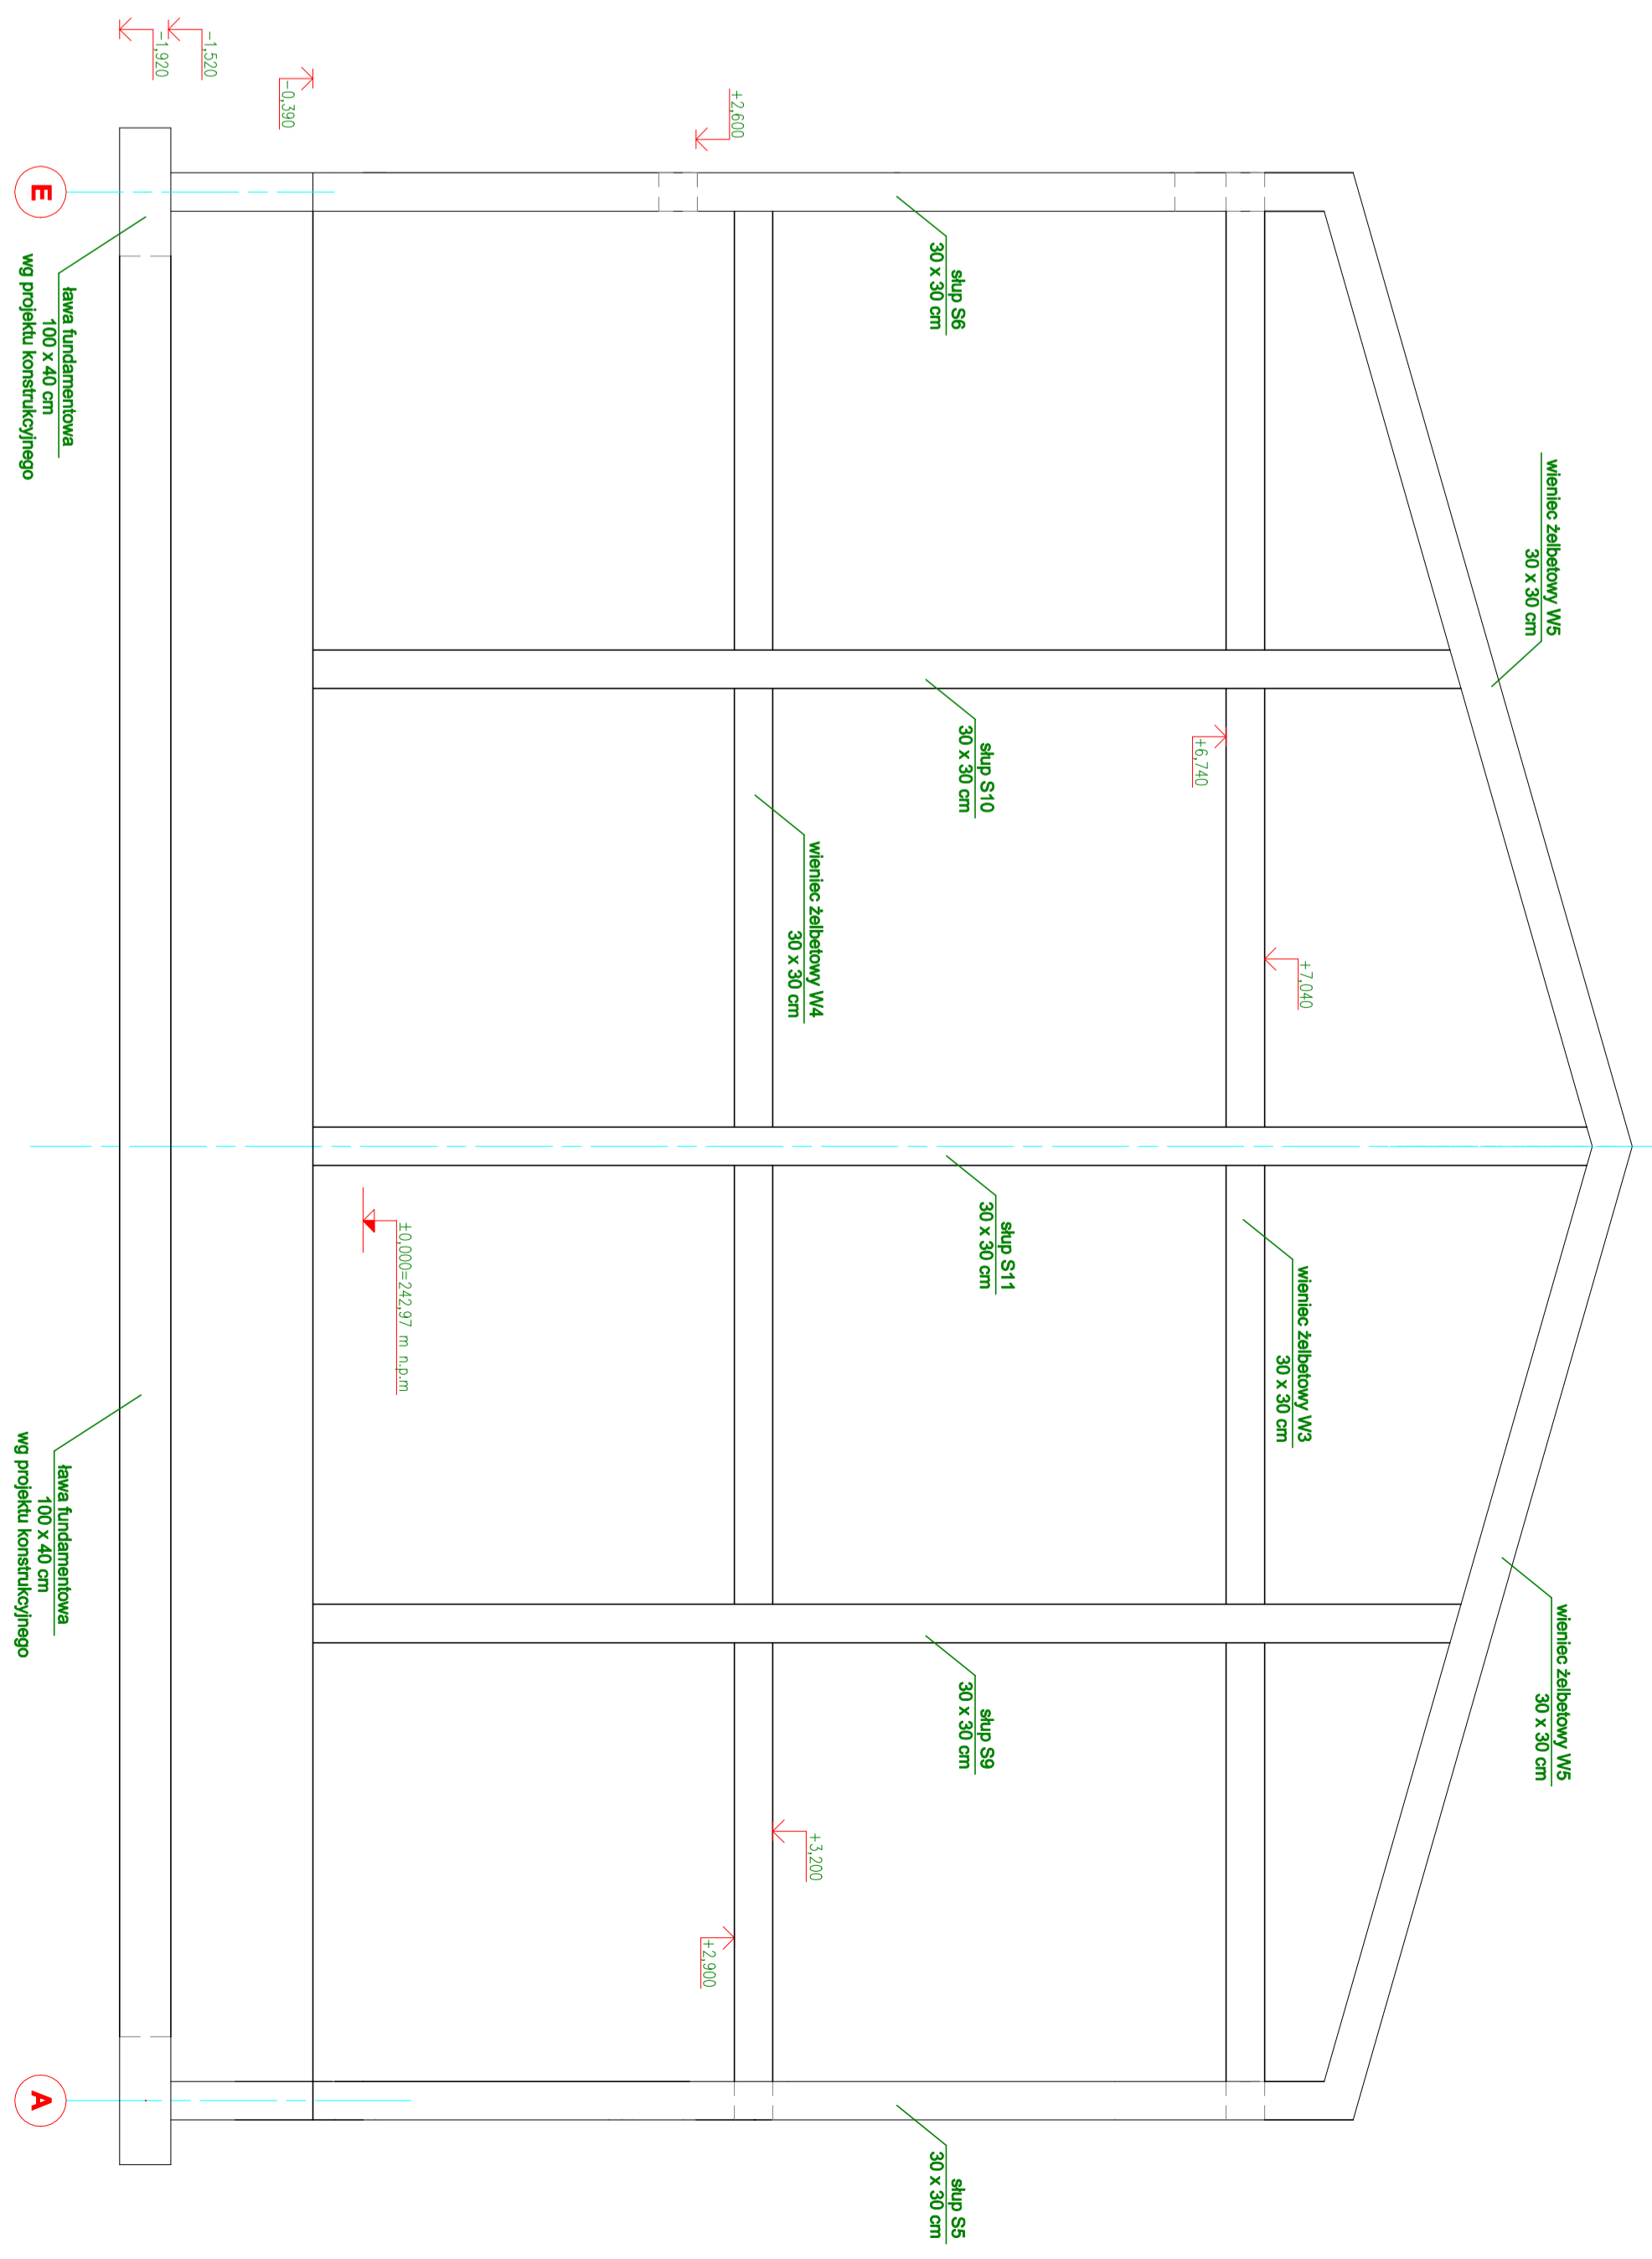 wieniec żelbetowy W5
30 x 30 cm
wieniec żelbetowy W5
30 x 30 cm
+7,040
wieniec żelbetowy W3
30 x 30 cm
+6,740
słup S6
30 x 30 cm
słup S10
30 x 30 cm
słup S11
30 x 30 cm
słup S9
30 x 30 cm
słup S5
30 x 30 cm
wieniec żelbetowy W4
30 x 30 cm
+3,200
+2,600
+2,900
±0,000=242,97 m n.p.m
-0,390
-1,520
-1,920
ława fundamentowa
100 x 40 cm
wg projektu konstrukcyjnego
ława fundamentowa
100 x 40 cm
wg projektu konstrukcyjnego
E
A